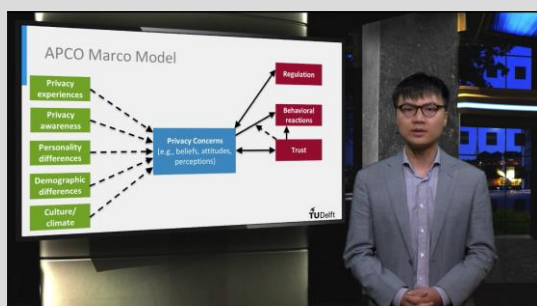 APCO Marco Model
Privacy
experiences
Privacy
awareness
Personality
differences
Demographic
differences
Culture/
climate
Privacy Concerns
(e.g., beliefs, attitudes,
perceptions)
Regulation
Behavioral
reactions
Trust
TUDelft